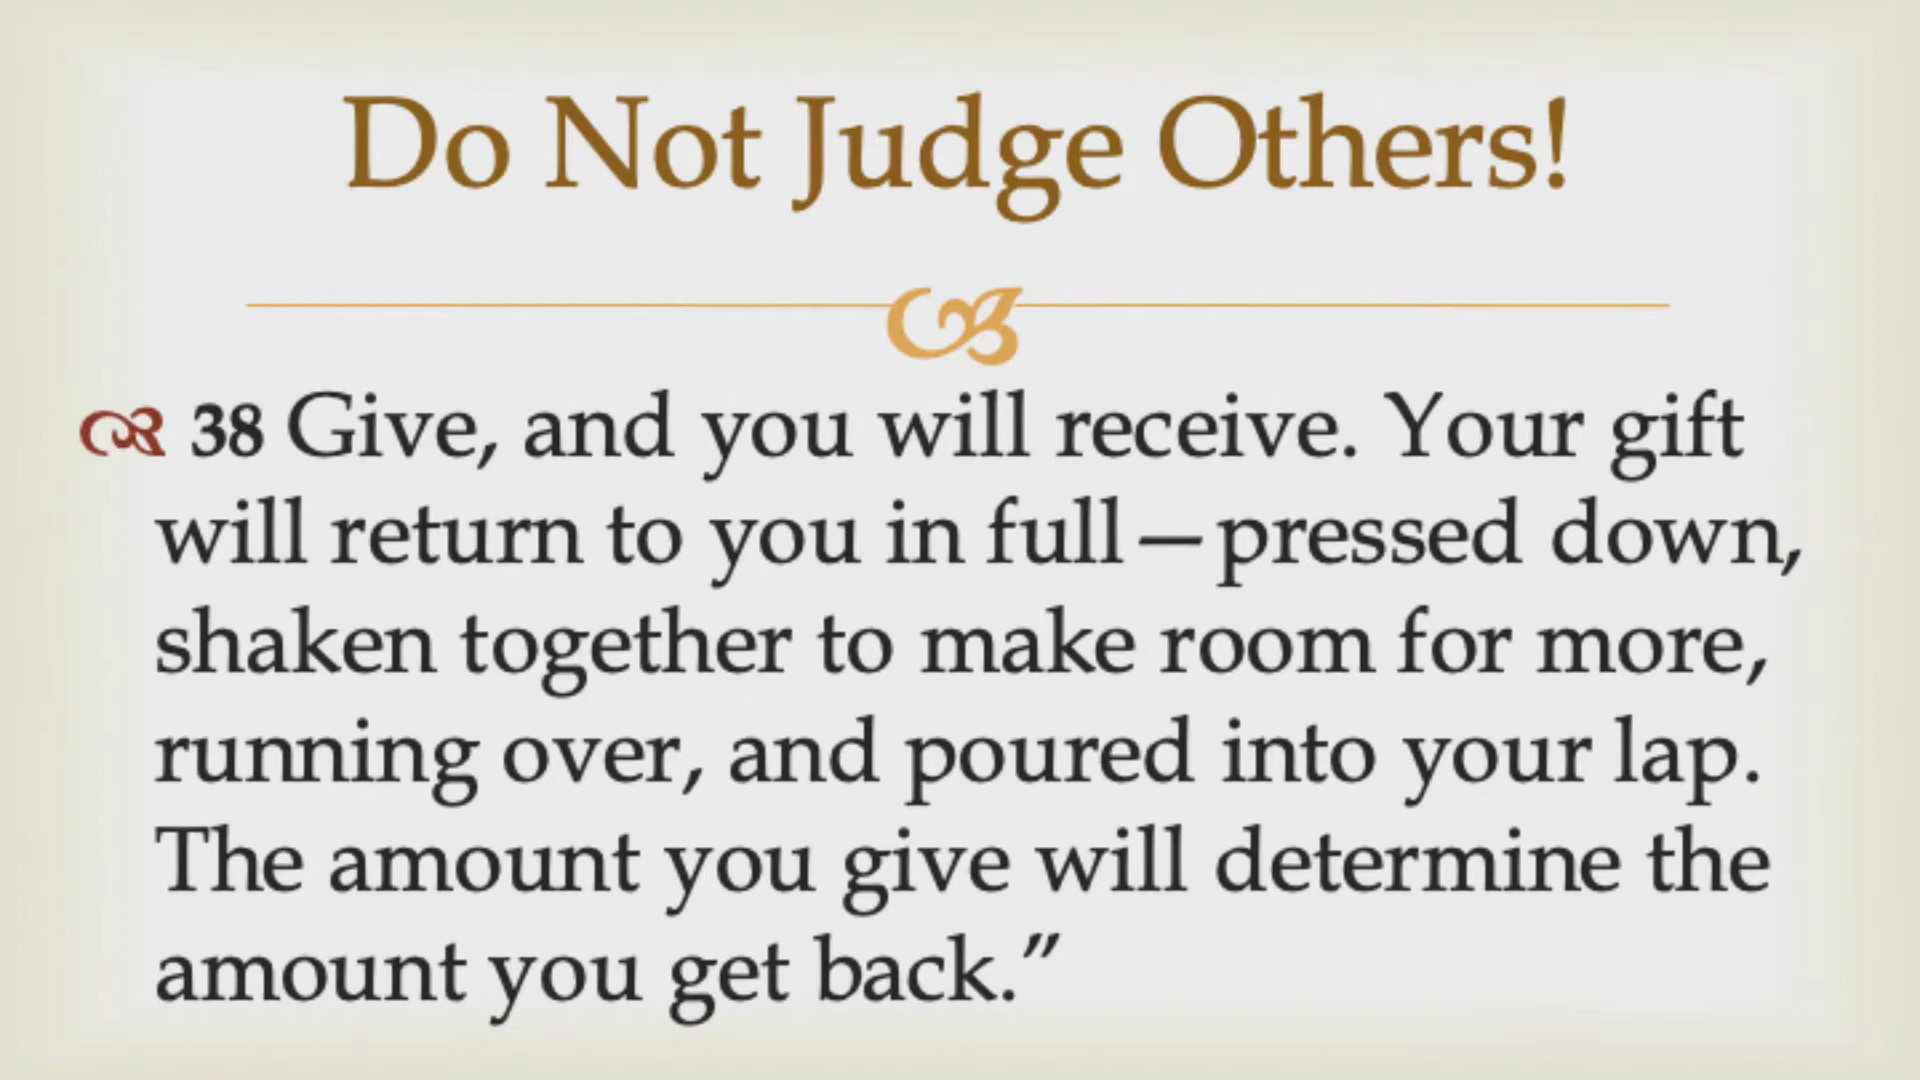 Do Not Judge Others!
38 Give, and you will receive. Your gift
will return to you in full—pressed down,
shaken together to make room for more,
running over, and poured into your lap.
The amount you give will determine the
amount you get back.”